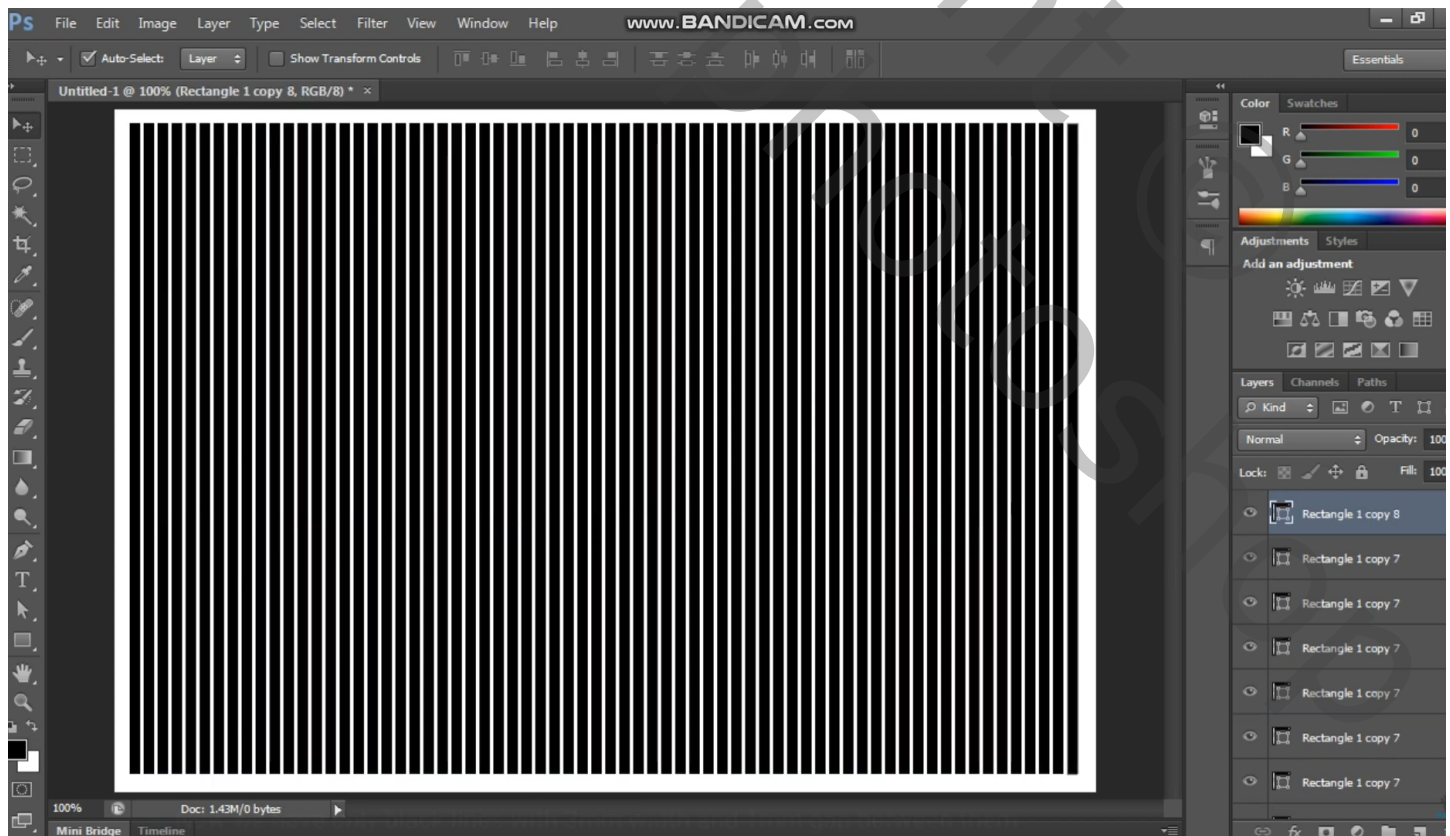 Ps File Edit Image Layer Type Select Filter View Window Help www.BANDICAM.com
Auto-Select: Layer Show Transform Controls Essentials
Untitled-1 @ 100% (Rectangle 1 copy 8, RGB/8) * ×
Color Swatches
R 0
G 0
B 0
Adjustments Styles
Add an adjustment
Layers Channels Paths
Kind T
Normal Opacity: 100
Lock: Fill: 100
Rectangle 1 copy 8
Rectangle 1 copy 7
Rectangle 1 copy 7
Rectangle 1 copy 7
Rectangle 1 copy 7
Rectangle 1 copy 7
Rectangle 1 copy 7
T
100% Doc: 1.43M/0 bytes
Mini Bridge Timeline
fx